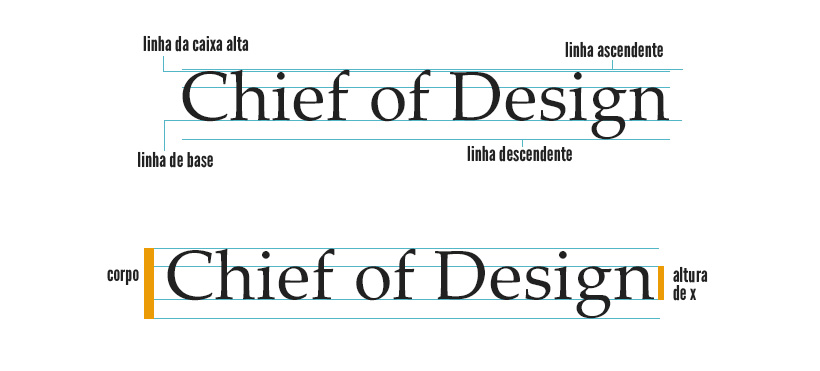 linha da caixa alta
linha ascendente
Chief of Design
linha de base
linha descendente
corpo
Chief of Design
altura
de x